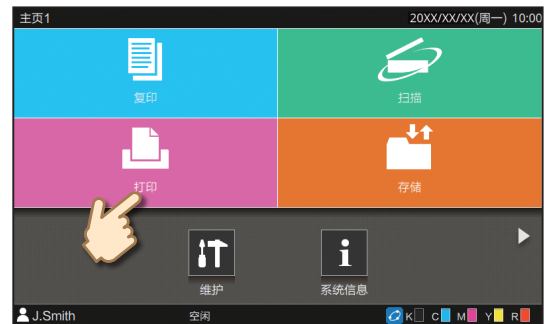 主页1 20XX/XX/XX(周一) 10:00
复印 扫描
打印 存储
维护 系统信息
J.Smith 空闲 K C M Y R